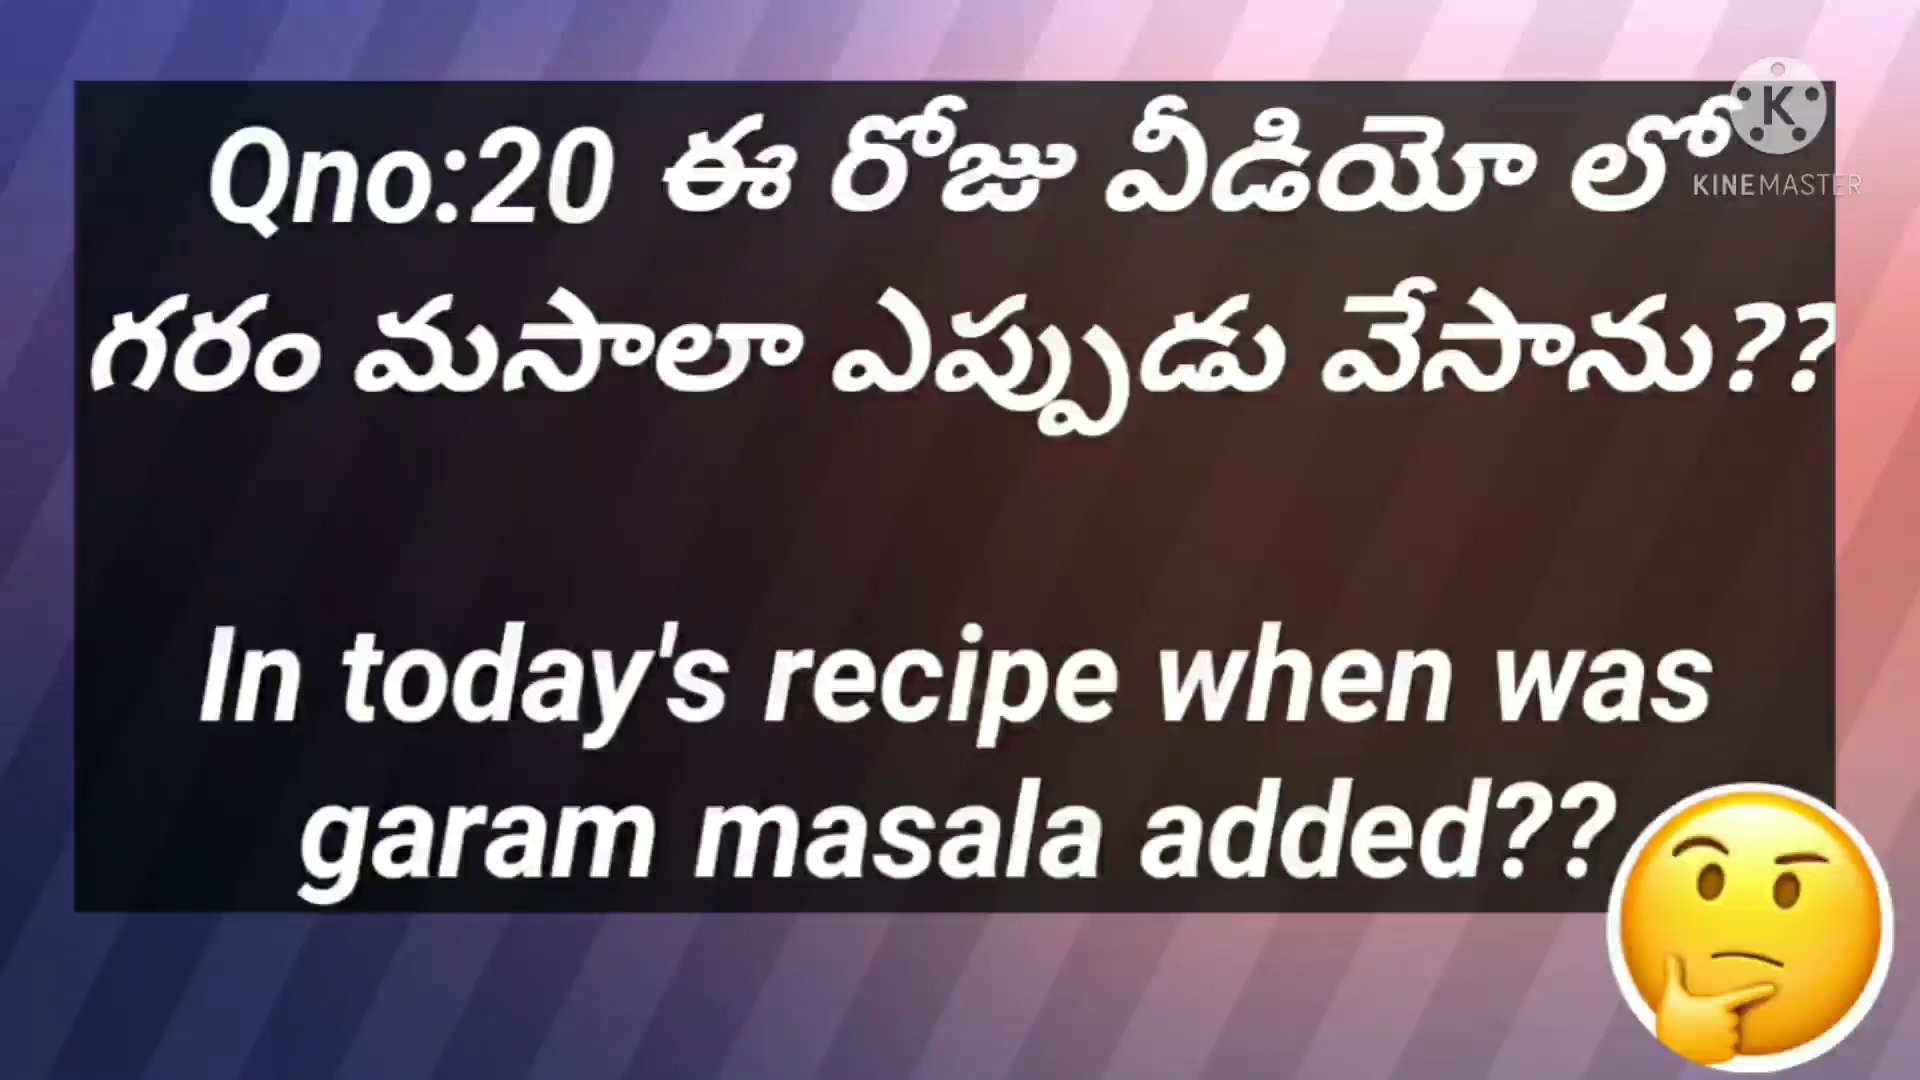 Qno:20 ఈ రోజు వీడియో లో
గరం మసాలా ఎప్పుడు వేసాను??
In today's recipe when was
garam masala added??
K
KINEMASTER